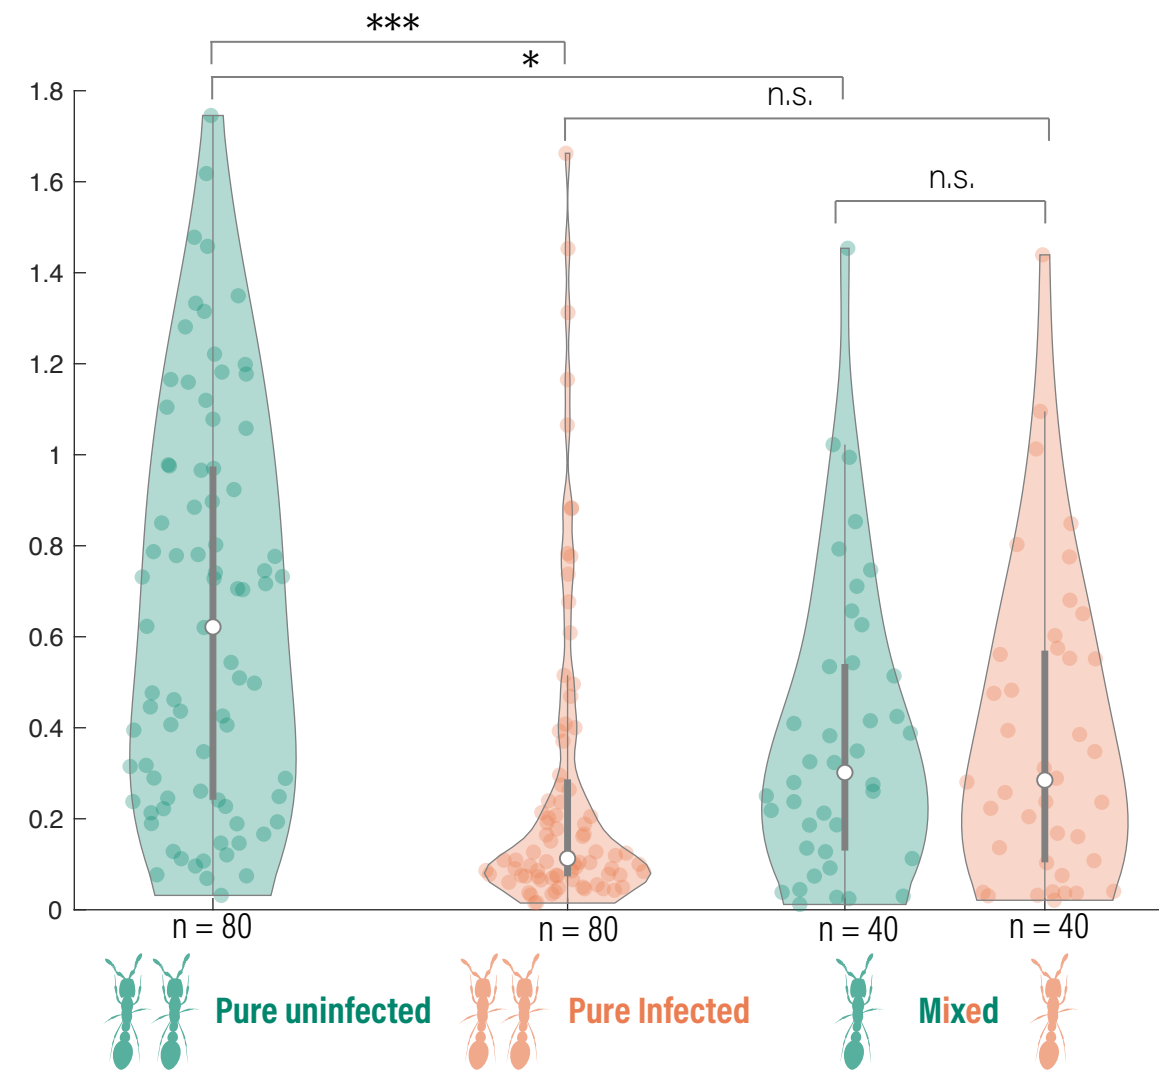 ***
*
n.s.
n.s.
1.8
1.6
1.4
1.2
1
0.8
0.6
0.4
0.2
0
n = 80
n = 80
n = 40
n = 40
Pure uninfected
Pure Infected
Mixed